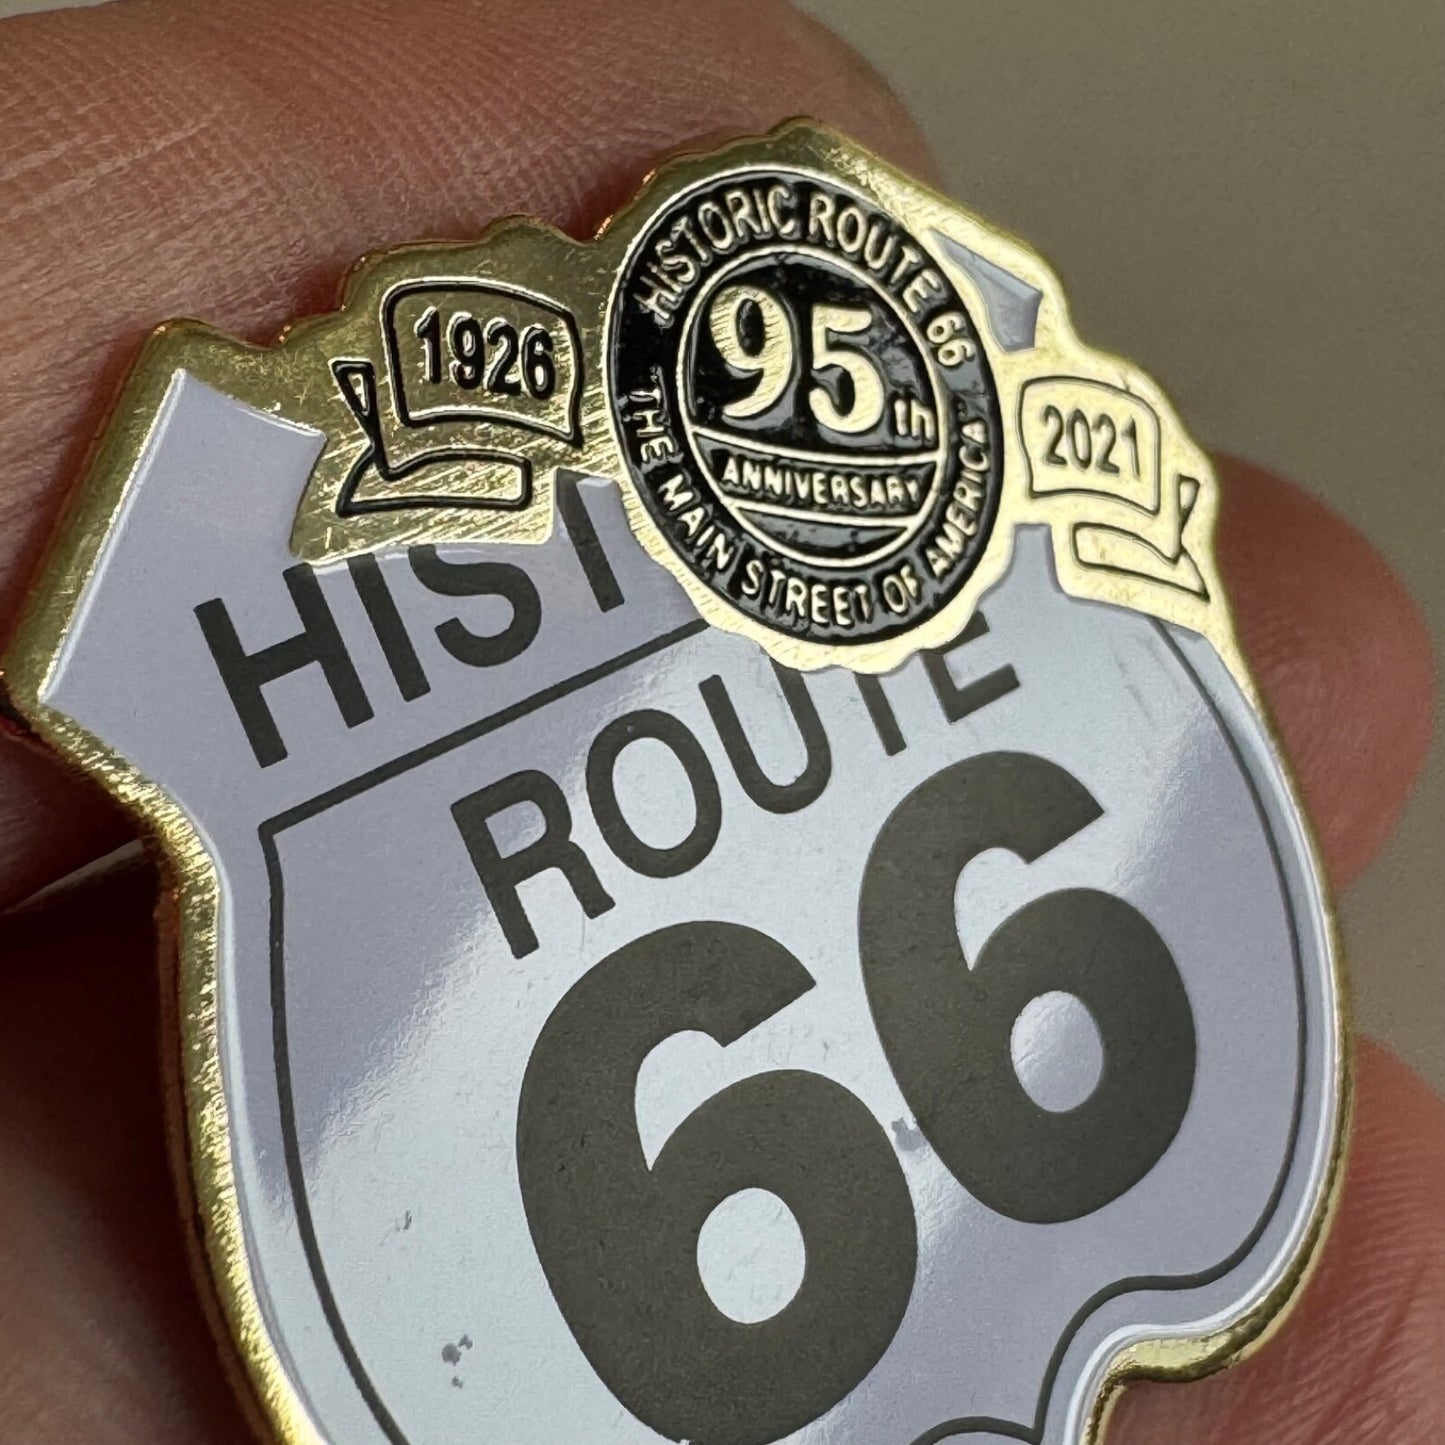 HISTORIC ROUTE 66
1926
95th
2021
ANNIVERSARY
"THE MAIN STREET OF AMERICA"
HIST
ROUTE
66